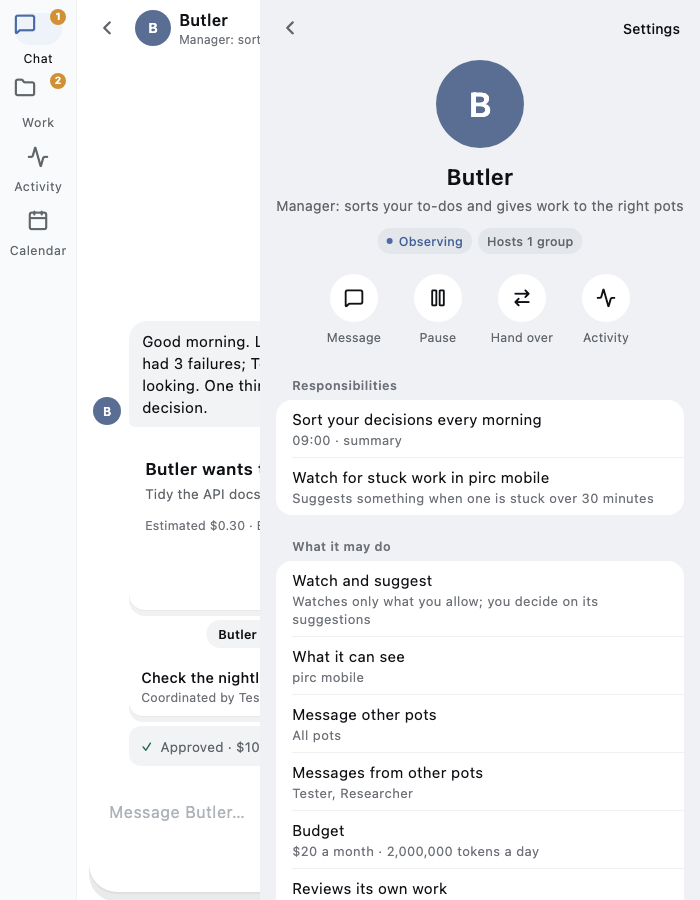 1
Chat
2
Work
Activity
Calendar
B
Butler
Manager: sort
Good morning. L
had 3 failures; T
looking. One thin
decision.
B
Butler wants
Tidy the API docs
Estimated $0.30 ·
Butler
Check the nightl
Coordinated by Tes
Approved · $10
Message Butler…
Settings
B
Butler
Manager: sorts your to-dos and gives work to the right pots
Observing
Hosts 1 group
Message
Pause
Hand over
Activity
Responsibilities
Sort your decisions every morning
09:00 · summary
Watch for stuck work in pirc mobile
Suggests something when one is stuck over 30 minutes
What it may do
Watch and suggest
Watches only what you allow; you decide on its
suggestions
What it can see
pirc mobile
Message other pots
All pots
Messages from other pots
Tester, Researcher
Budget
$20 a month · 2,000,000 tokens a day
Reviews its own work